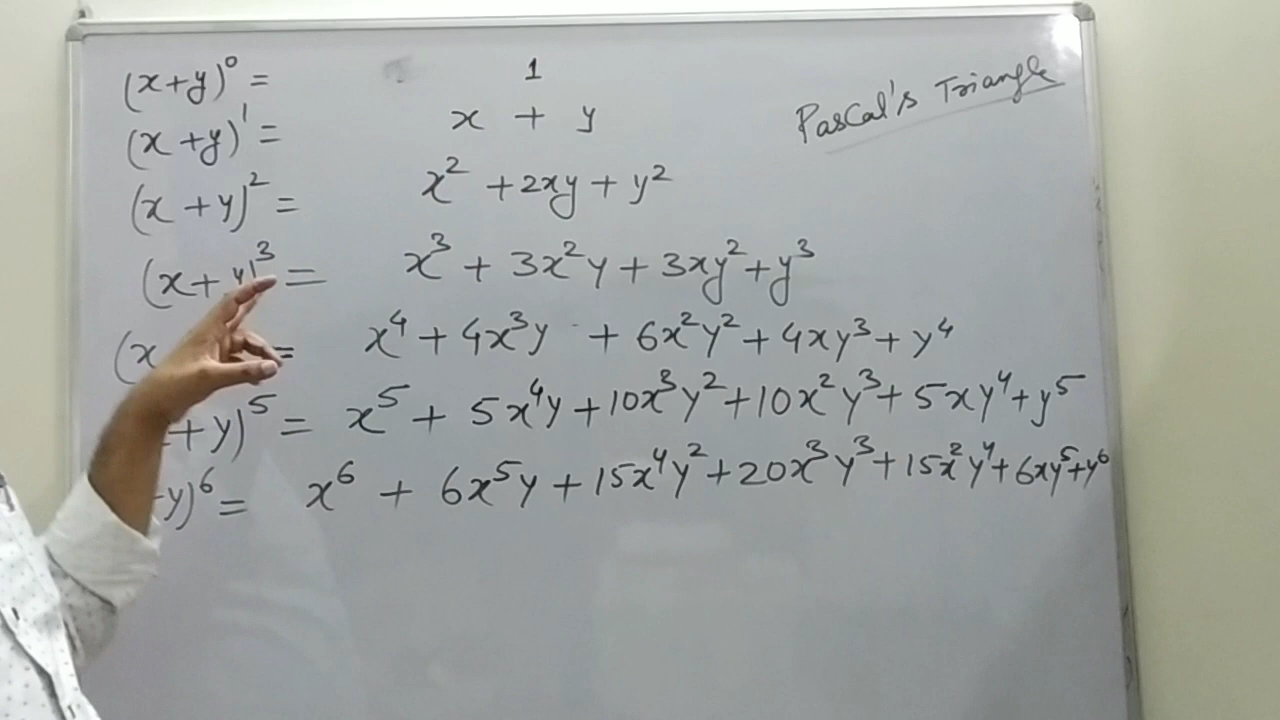 (x+y)⁰ = 1
Pascal's Triangle
(x+y)¹ = x + y
(x+y)² = x² + 2xy + y²
(x+y)³ = x³ + 3x²y + 3xy² + y³
(x = x⁴ + 4x³y + 6x²y² + 4xy³ + y⁴
+y)⁵ = x⁵ + 5x⁴y + 10x³y² + 10x²y³ + 5xy⁴ + y⁵
y)⁶ = x⁶ + 6x⁵y + 15x⁴y² + 20x³y³ + 15x²y⁴ + 6xy⁵ + y⁶